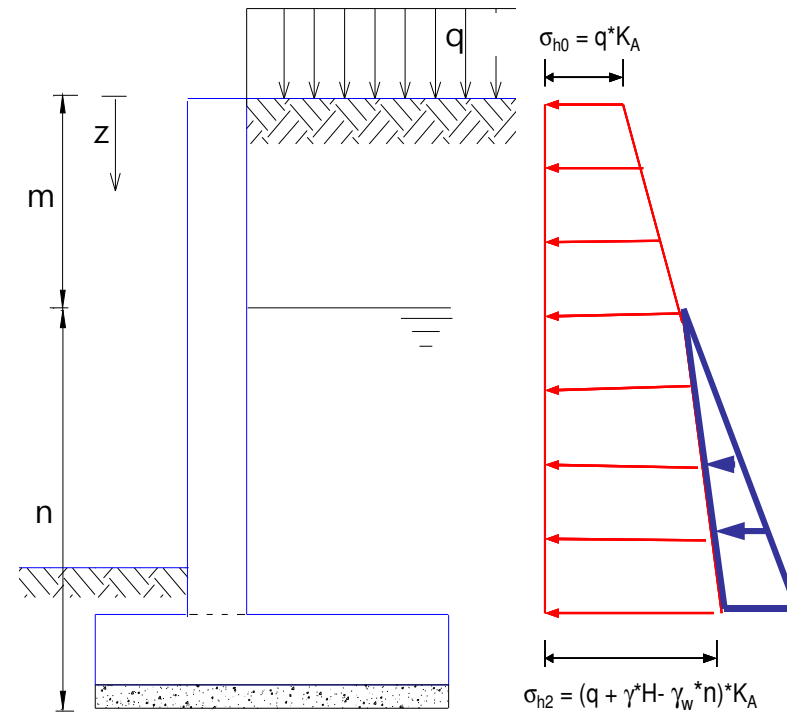 q
σh0 = q*KA
z
m
n
σh2 = (q + γ*H- γw*n)*KA